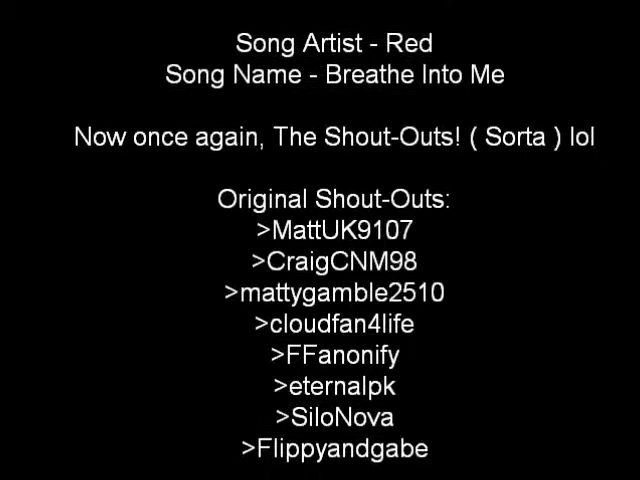 Song Artist - Red
Song Name - Breathe Into Me
Now once again, The Shout-Outs! ( Sorta ) lol
Original Shout-Outs:
>MattUK9107
>CraigCNM98
>mattygamble2510
>cloudfan4life
>FFanonify
>eternalpk
>SiloNova
>Flippyandgabe